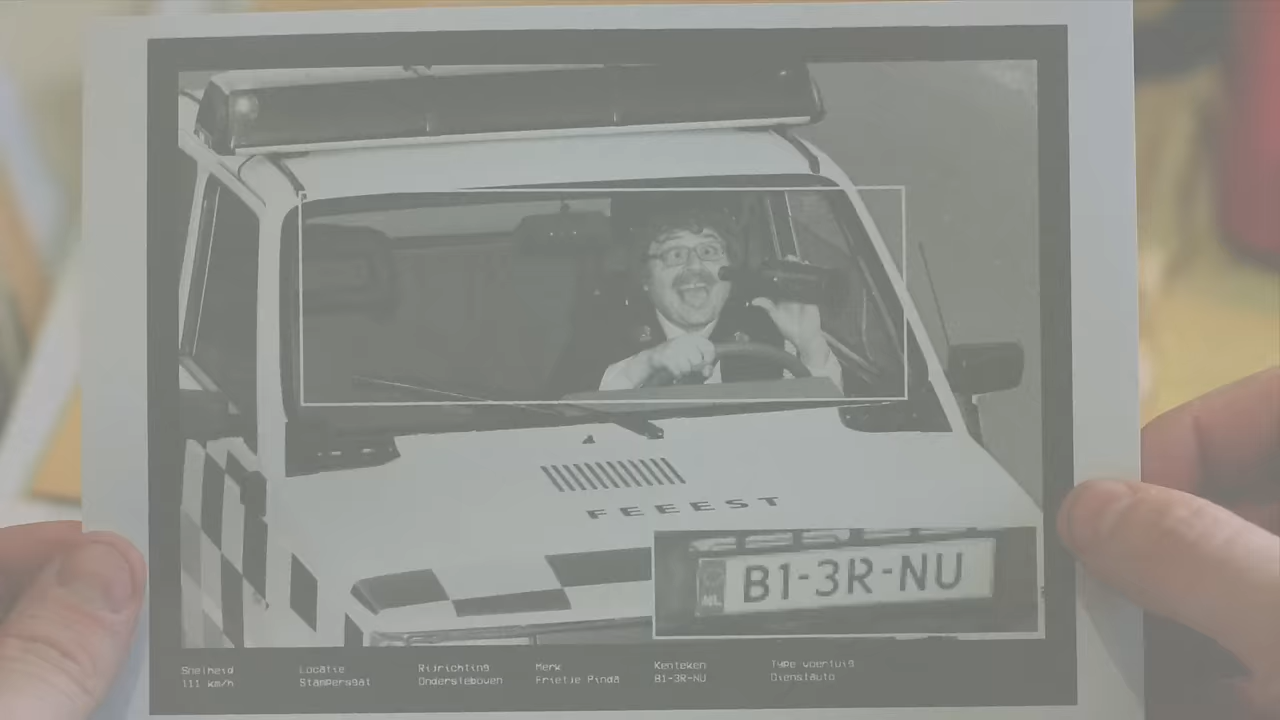 FEEEST
NL
B1-3R-NU
Snelheid Locatie Rijrichting Merk Kenteken Type voertuig
111 km/h Stampersgat Ondersteboven Frietje Pinda B1-3R-NU Dienstauto